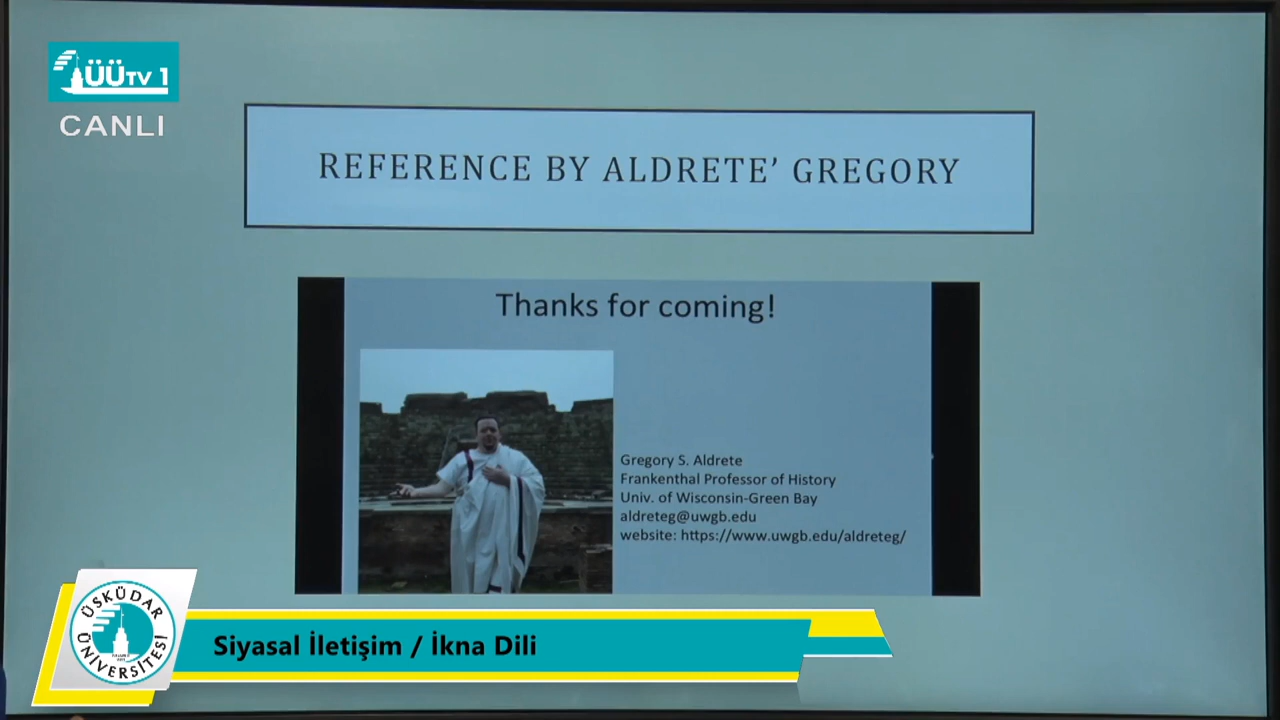 ÜÜTV 1
CANLI
REFERENCE BY ALDRETE’ GREGORY
Thanks for coming!
Gregory S. Aldrete
Frankenthal Professor of History
Univ. of Wisconsin-Green Bay
aldreteg@uwgb.edu
website: https://www.uwgb.edu/aldreteg/
ÜSKÜDAR
ÜNİVERSİTESİ
Siyasal İletişim / İkna Dili